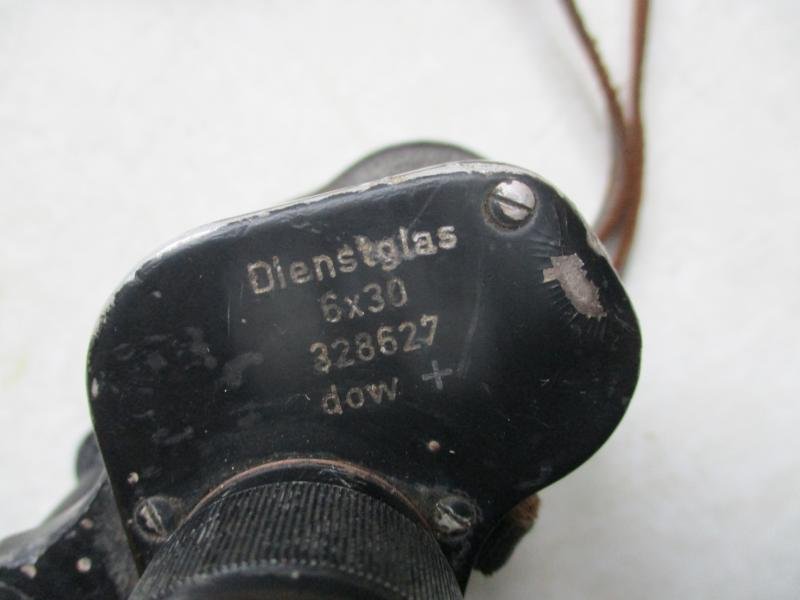 Dienstglas
6x30
328627
dow +